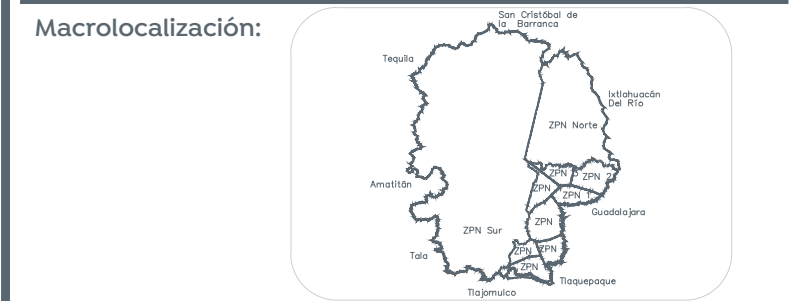 Macrolocalización:
San Cristóbal de
la Barranca
Tequila
Ixtlahuacán
Del Río
ZPN Norte
ZPN
ZPN 2
Amatitán
ZPN
ZPN 1
Guadalajara
ZPN
ZPN Sur
ZPN
ZPN
Tala
ZPN
Tlaquepaque
Tlajomulco